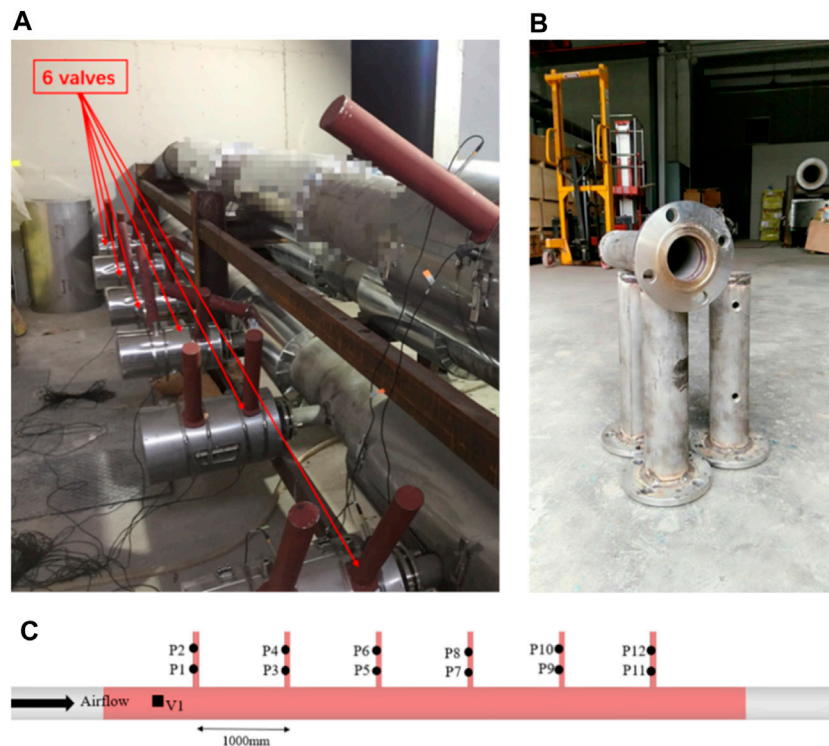 A
B
6 valves
C
P2 P4 P6 P8 P10 P12
P1 P3 P5 P7 P9 P11
Airflow V1
1000mm